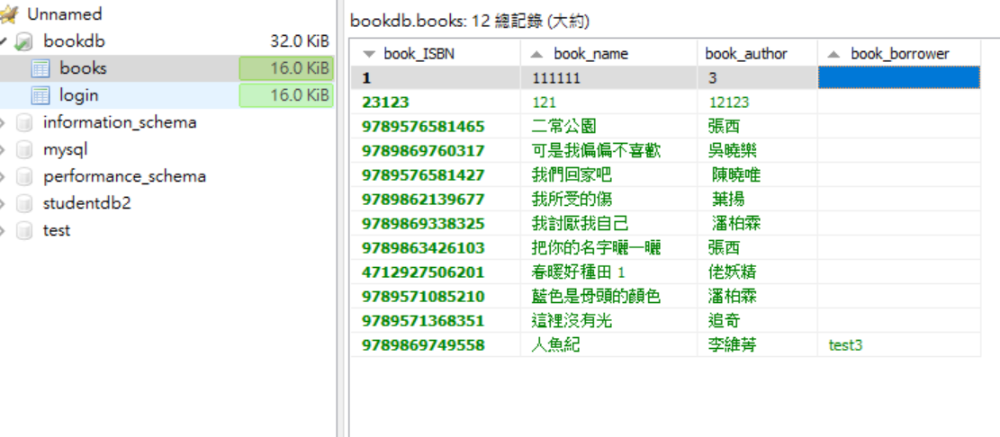 Unnamed
bookdb 32.0 KiB
books 16.0 KiB
login 16.0 KiB
information_schema
mysql
performance_schema
studentdb2
test
bookdb.books: 12 總記錄 (大約)
book_ISBN book_name book_author book_borrower
1 111111 3
23123 121 12123
9789576581465 二常公園 張西
9789869760317 可是我偏偏不喜歡 吳曉樂
9789576581427 我們回家吧 陳曉唯
9789862139677 我所受的傷 葉揚
9789869338325 我討厭我自己 潘柏霖
9789863426103 把你的名字曬一曬 張西
4712927506201 春暖好種田 1 佬妖精
9789571085210 藍色是骨頭的顏色 潘柏霖
9789571368351 這裡沒有光 追奇
9789869749558 人魚紀 李維菁 test3